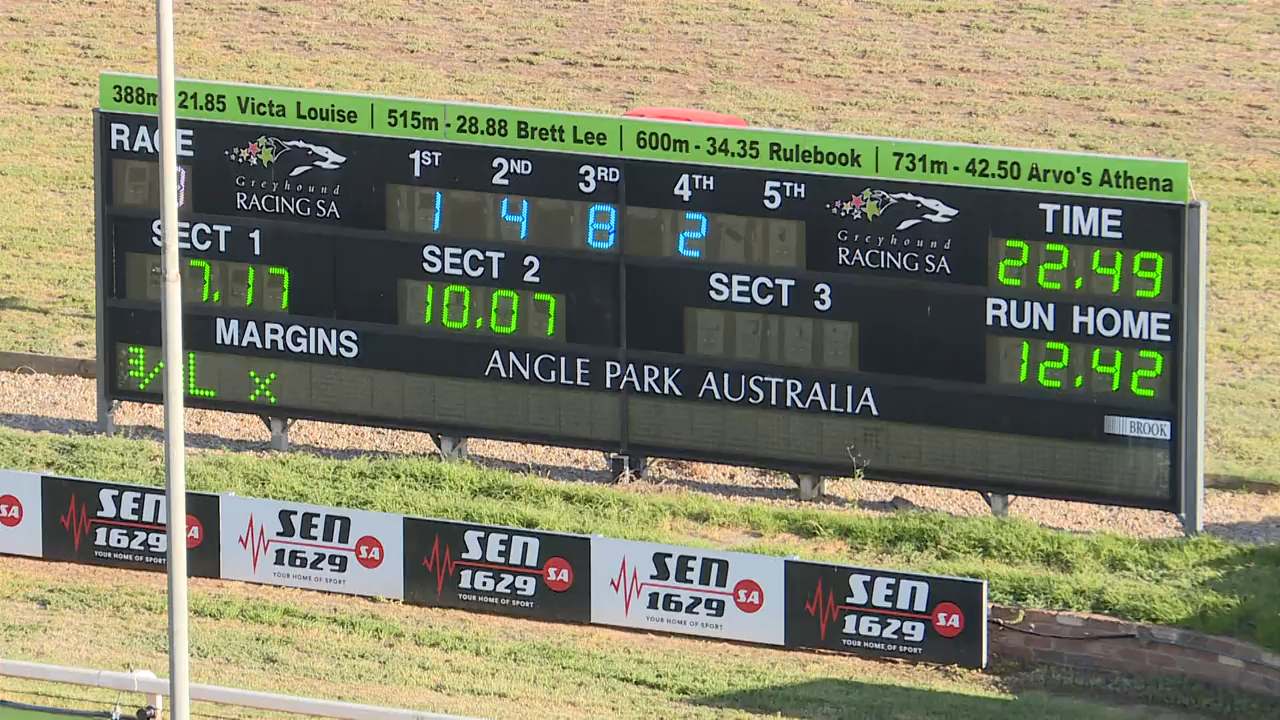 388m 21.85 Victa Louise | 515m - 28.88 Brett Lee | 600m - 34.35 Rulebook | 731m - 42.50 Arvo's Athena
RACE
Greyhound
RACING SA
1ST 2ND 3RD 4TH 5TH
1 4 8 2
Greyhound
RACING SA
TIME
22.49
SECT 1
7.17
SECT 2
10.07
SECT 3
RUN HOME
12.42
MARGINS
L x
ANGLE PARK AUSTRALIA
BROOK
SA
SEN
1629 SA
YOUR HOME OF SPORT
SEN
1629 SA
YOUR HOME OF SPORT
SEN
1629 SA
YOUR HOME OF SPORT
SEN
1629 SA
YOUR HOME OF SPORT
SEN
1629 SA
YOUR HOME OF SPORT